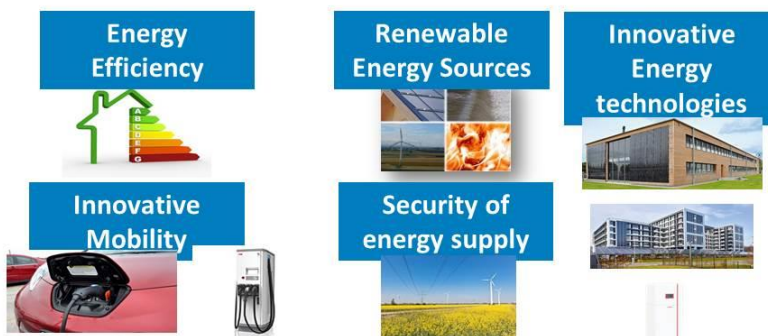 Energy
Efficiency
A
B
C
D
E
F
G
Renewable
Energy Sources
Innovative
Energy
technologies
Innovative
Mobility
Security of
energy supply